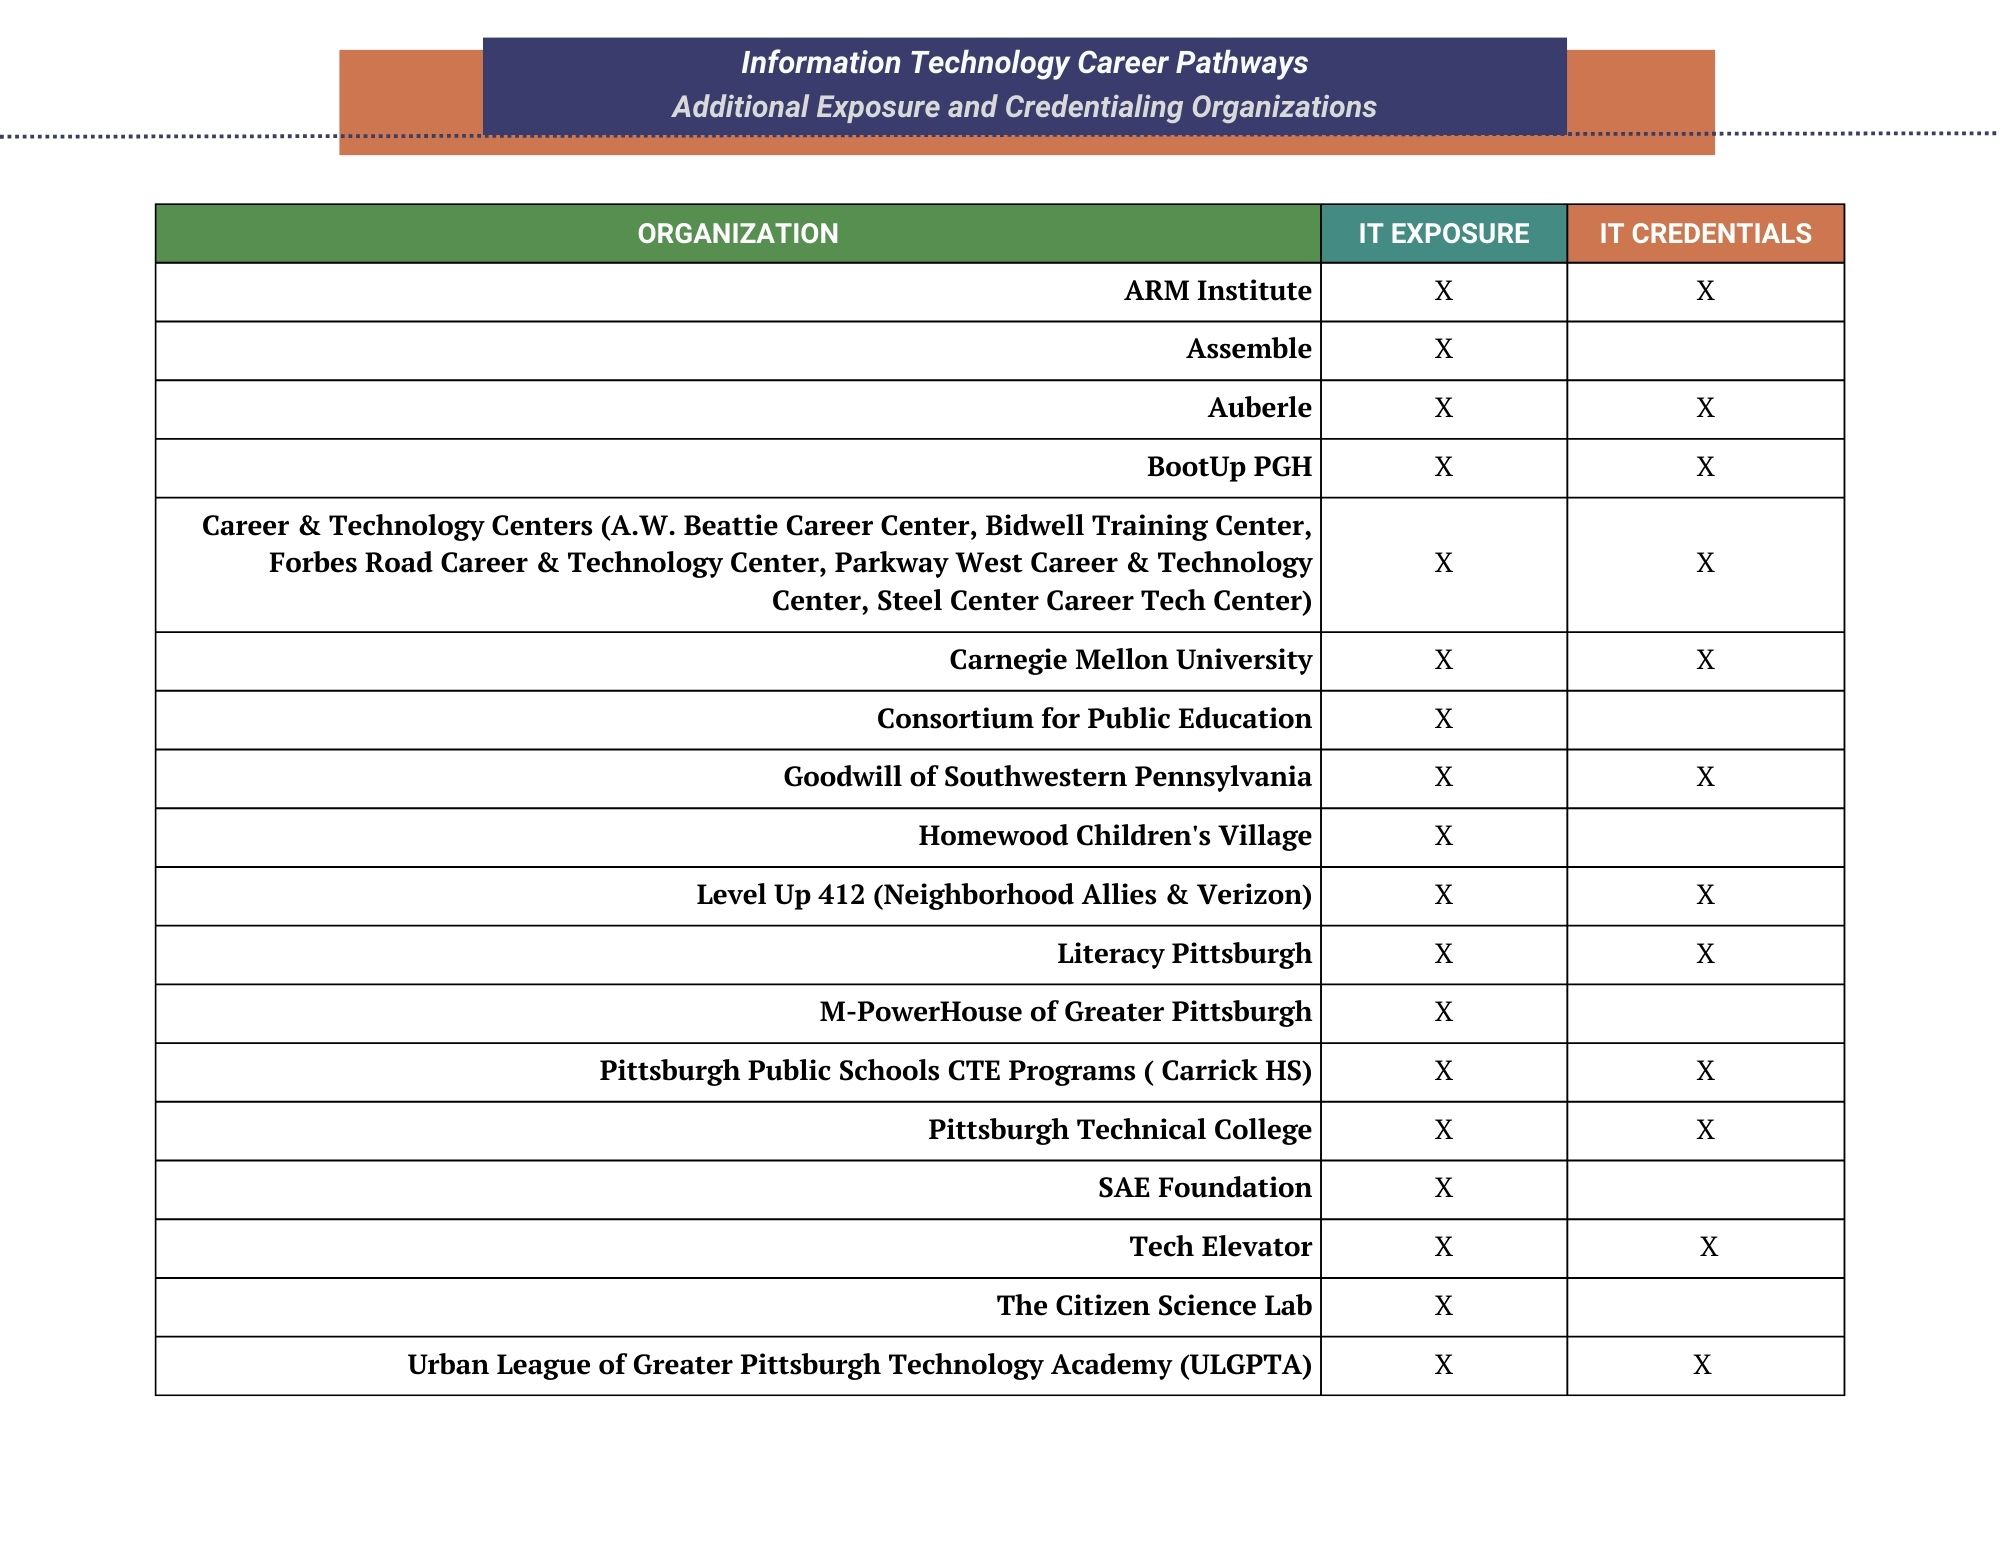 Information Technology Career Pathways
Additional Exposure and Credentialing Organizations
ORGANIZATION IT EXPOSURE IT CREDENTIALS
ARM Institute X X
Assemble X
Auberle X X
BootUp PGH X X
Career & Technology Centers (A.W. Beattie Career Center, Bidwell Training Center,
Forbes Road Career & Technology Center, Parkway West Career & Technology X X
Center, Steel Center Career Tech Center)
Carnegie Mellon University X X
Consortium for Public Education X
Goodwill of Southwestern Pennsylvania X X
Homewood Children's Village X
Level Up 412 (Neighborhood Allies & Verizon) X X
Literacy Pittsburgh X X
M-PowerHouse of Greater Pittsburgh X
Pittsburgh Public Schools CTE Programs ( Carrick HS) X X
Pittsburgh Technical College X X
SAE Foundation X
Tech Elevator X X
The Citizen Science Lab X
Urban League of Greater Pittsburgh Technology Academy (ULGPTA) X X